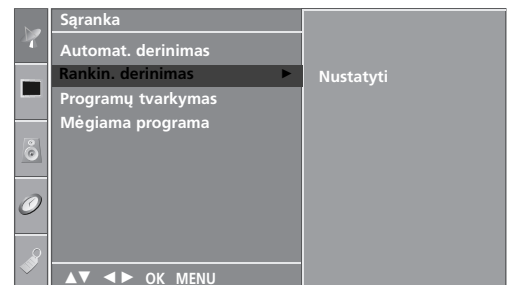 Sąranka
Automat. derinimas
Rankin. derinimas ►
Nustatyti
Programų tvarkymas
Mėgiama programa
▲▼ ◄► OK MENU